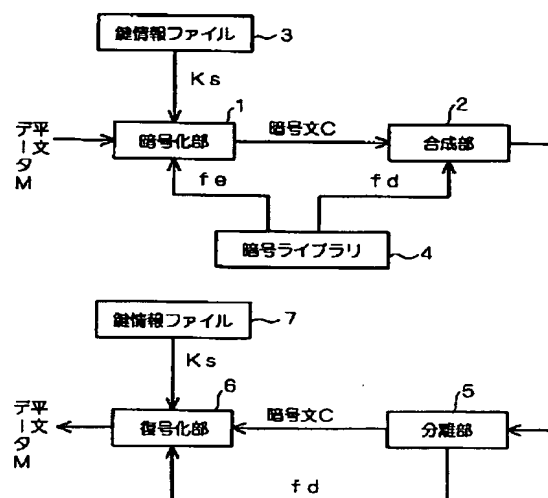 鍵情報ファイル
3
Ks
1
2
平文
データM
暗号化部
暗号文C
合成部
fe
fd
暗号ライブラリ
4
鍵情報ファイル
7
Ks
6
5
平文
データM
復号化部
暗号文C
分離部
fd